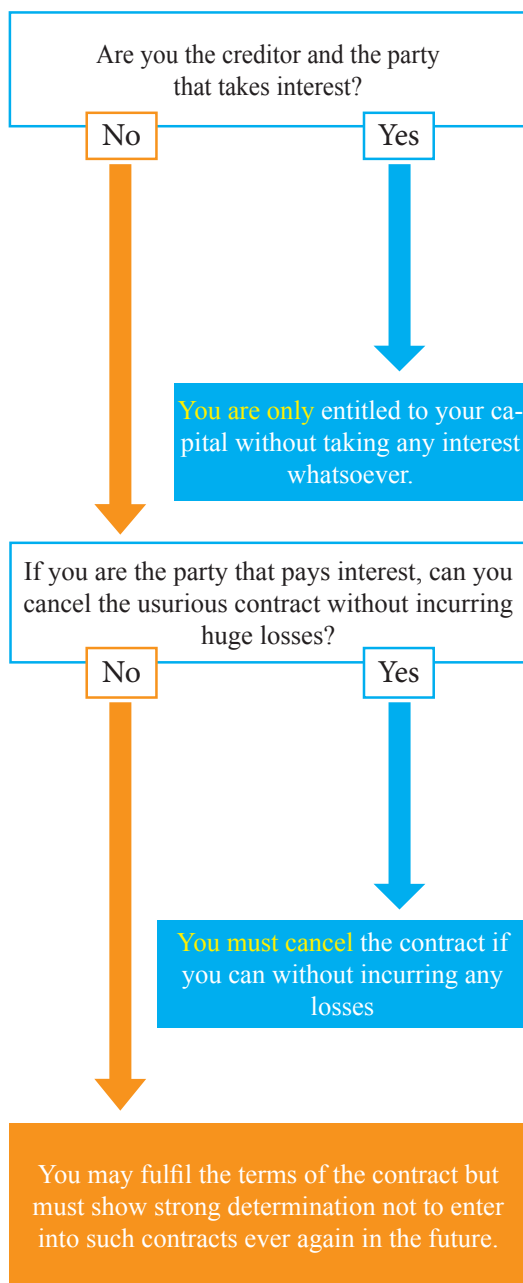 Are you the creditor and the party
that takes interest?
No
Yes
You are only entitled to your ca-
pital without taking any interest
whatsoever.
If you are the party that pays interest, can you
cancel the usurious contract without incurring
huge losses?
No
Yes
You must cancel the contract if
you can without incurring any
losses
You may fulfil the terms of the contract but
must show strong determination not to enter
into such contracts ever again in the future.